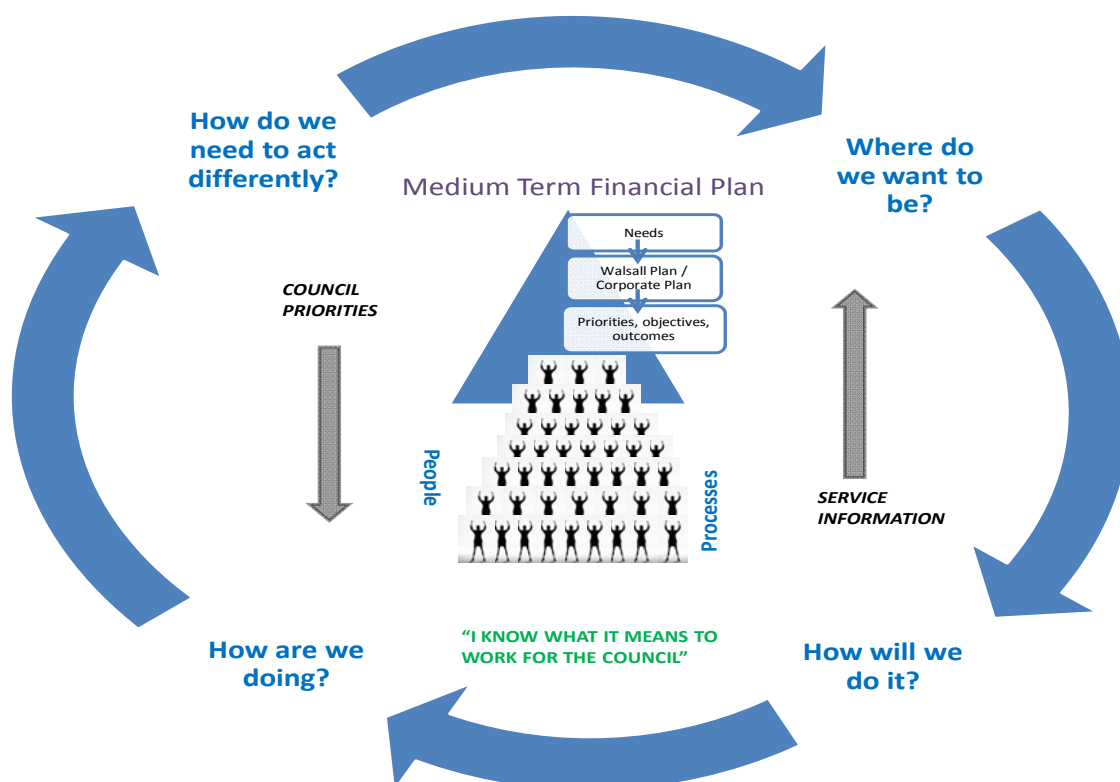 How do we
need to act
differently?
Where do
we want to
be?
Medium Term Financial Plan
Needs
Walsall Plan /
Corporate Plan
Priorities, objectives,
outcomes
COUNCIL
PRIORITIES
People
Processes
SERVICE
INFORMATION
How are we
doing?
"I KNOW WHAT IT MEANS TO
WORK FOR THE COUNCIL"
How will we
do it?